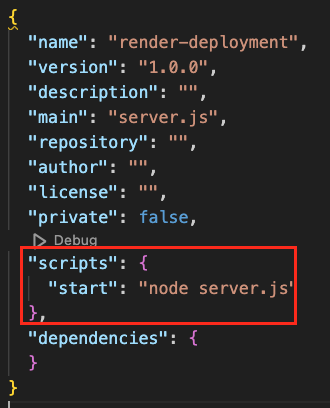 {
"name": "render-deployment",
"version": "1.0.0",
"description": "",
"main": "server.js",
"repository": "",
"author": "",
"license": "",
"private": false,
Debug
"scripts": {
"start": "node server.js"
},
"dependencies": {
}
}